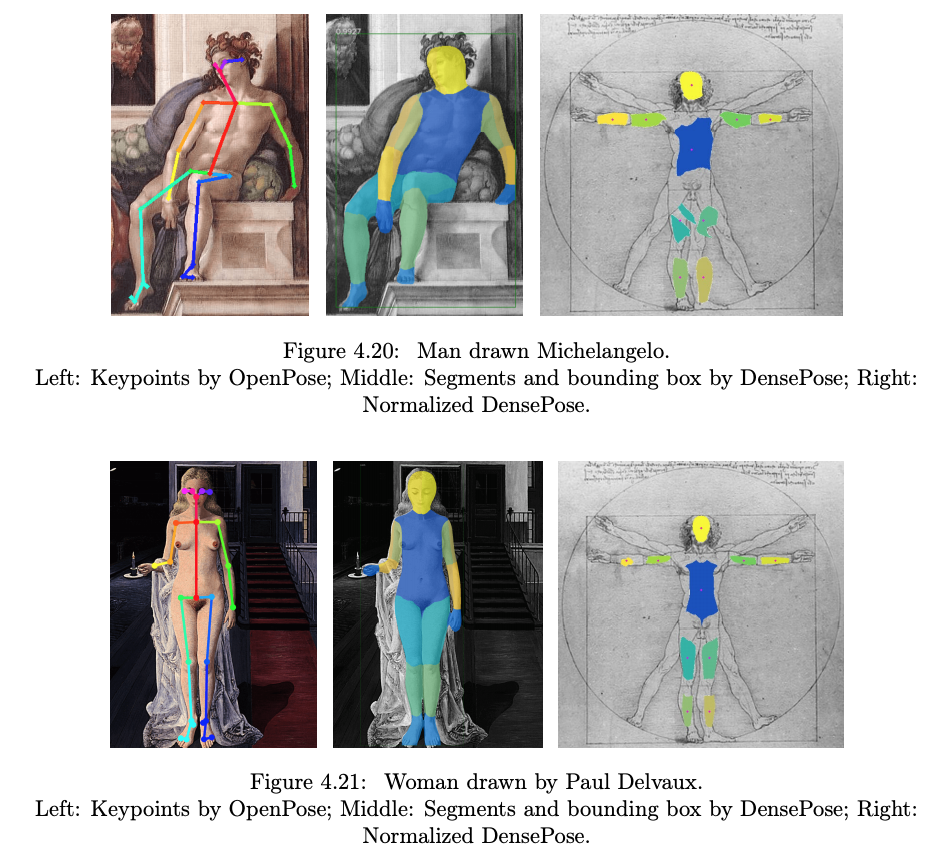 0.9927
Figure 4.20: Man drawn Michelangelo.
Left: Keypoints by OpenPose; Middle: Segments and bounding box by DensePose; Right:
Normalized DensePose.
Figure 4.21: Woman drawn by Paul Delvaux.
Left: Keypoints by OpenPose; Middle: Segments and bounding box by DensePose; Right:
Normalized DensePose.